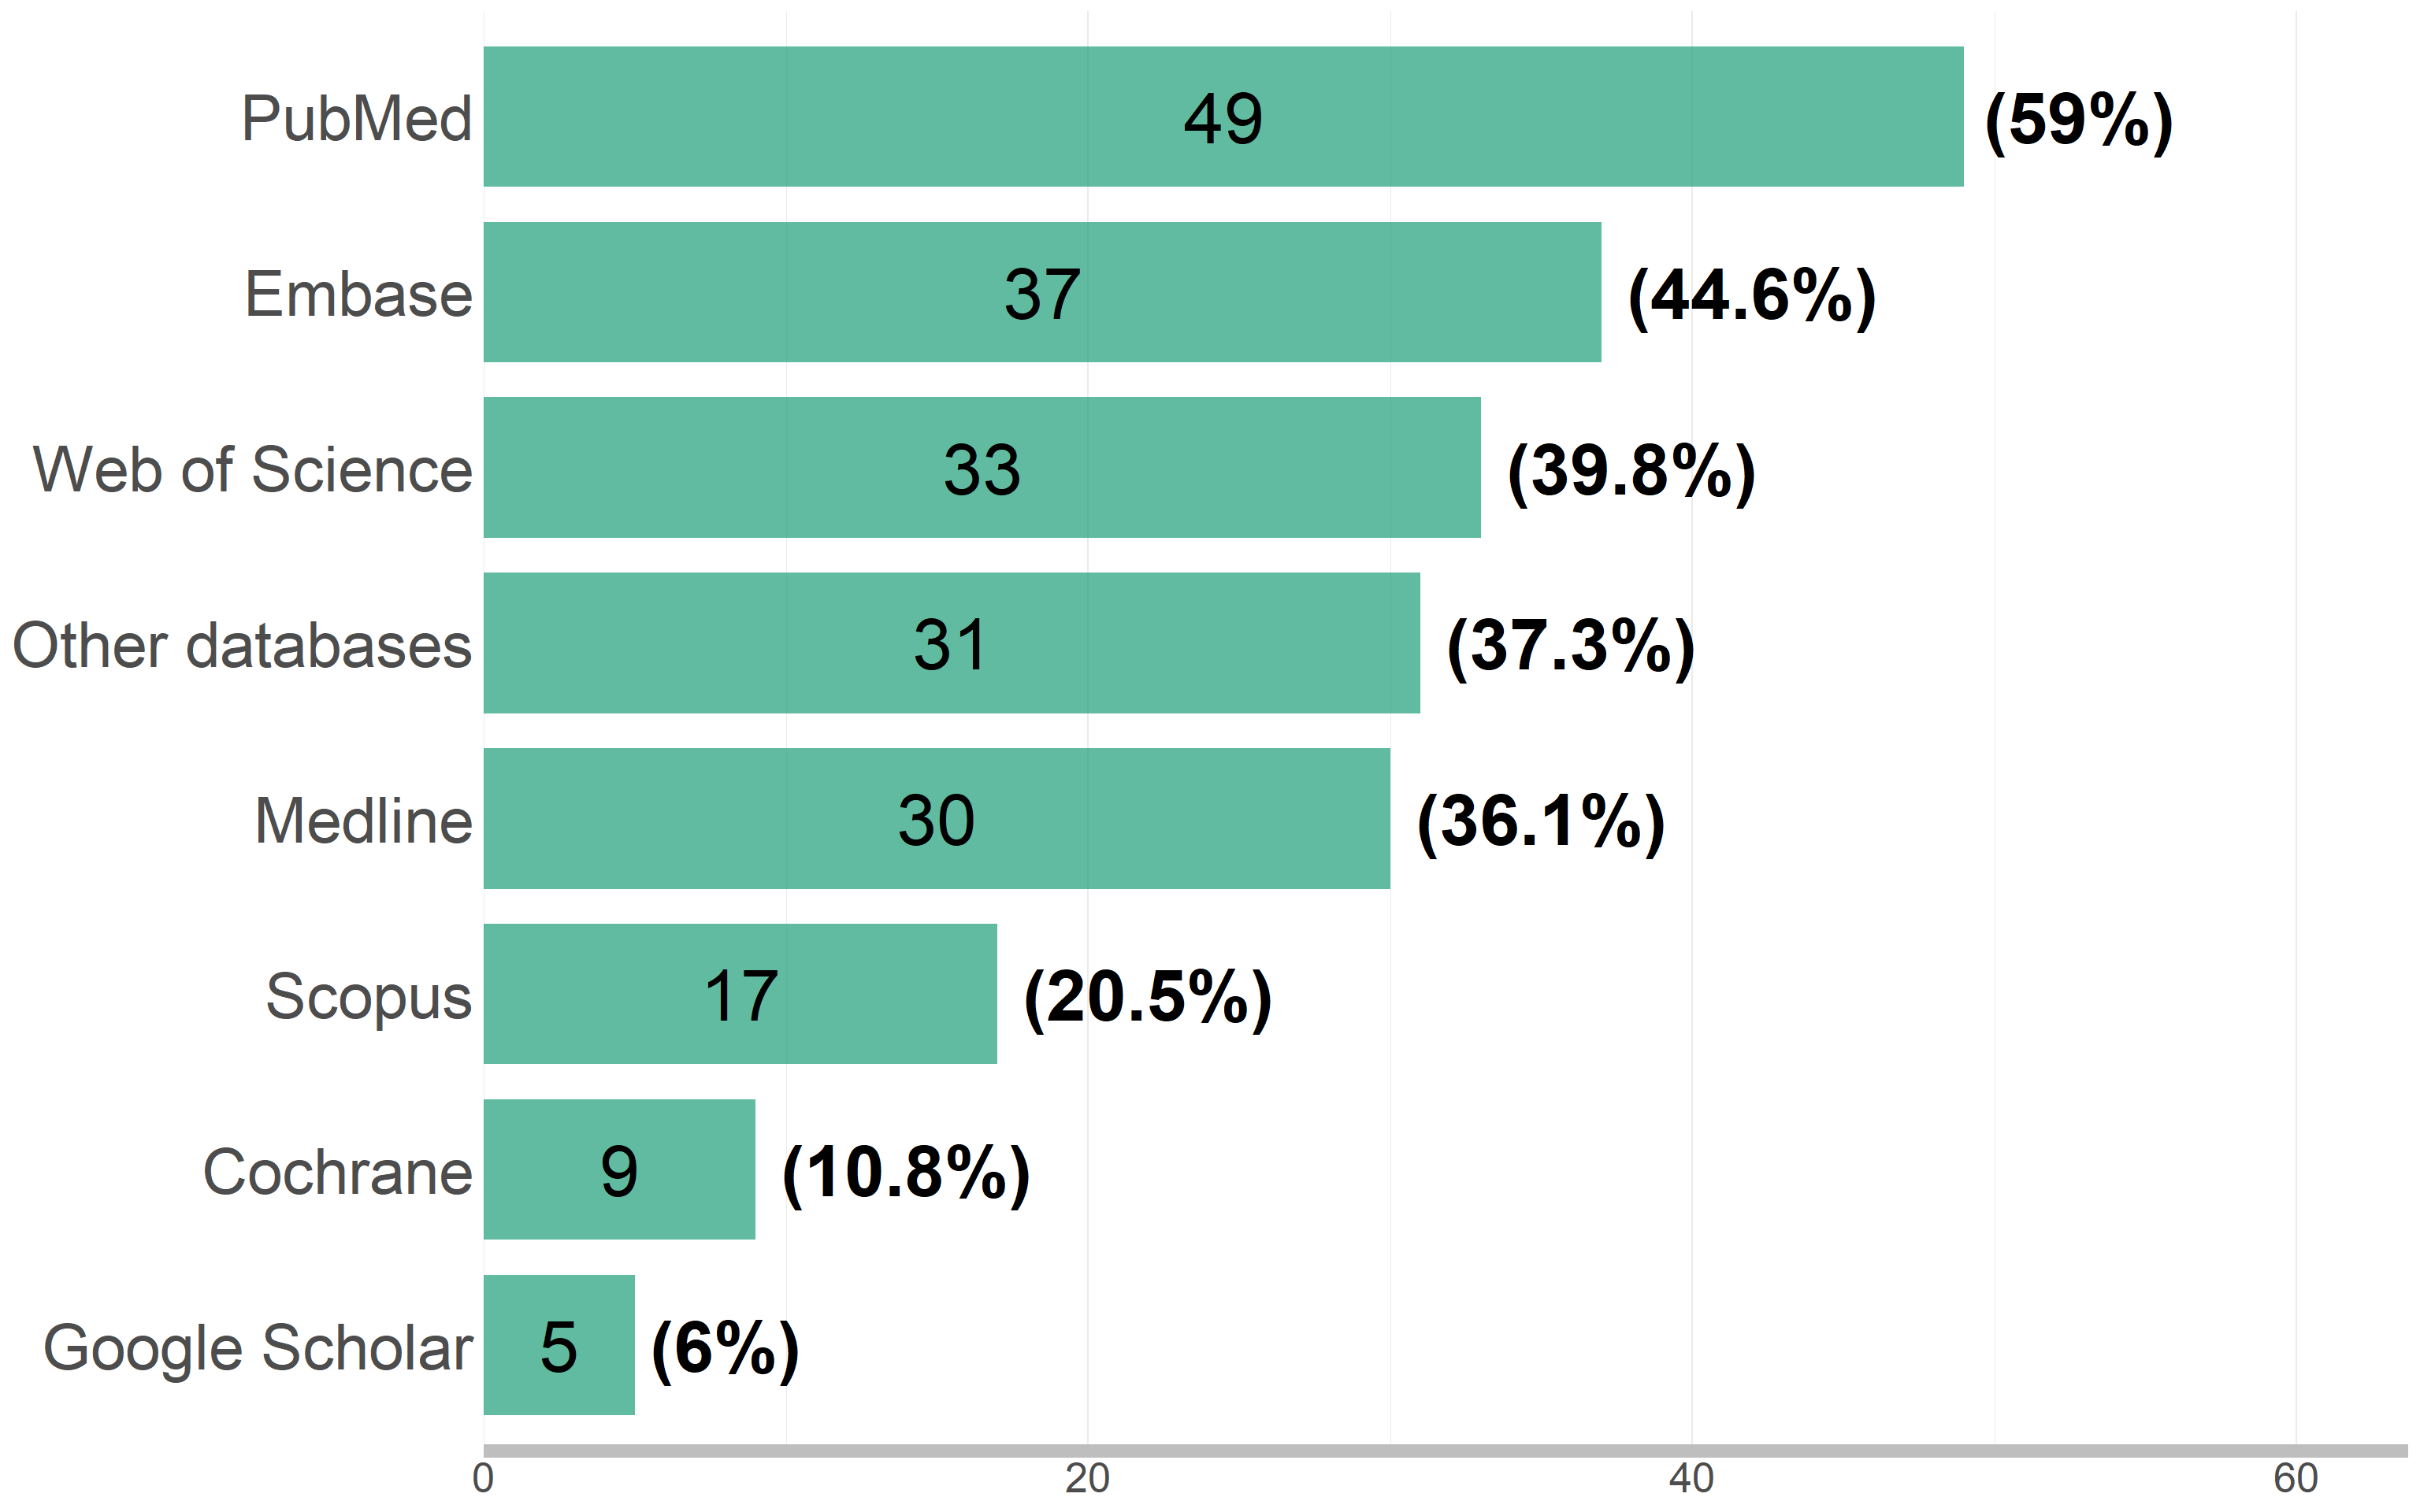 PubMed 49 (59%)
Embase 37 (44.6%)
Web of Science 33 (39.8%)
Other databases 31 (37.3%)
Medline 30 (36.1%)
Scopus 17 (20.5%)
Cochrane 9 (10.8%)
Google Scholar 5 (6%)
0 20 40 60